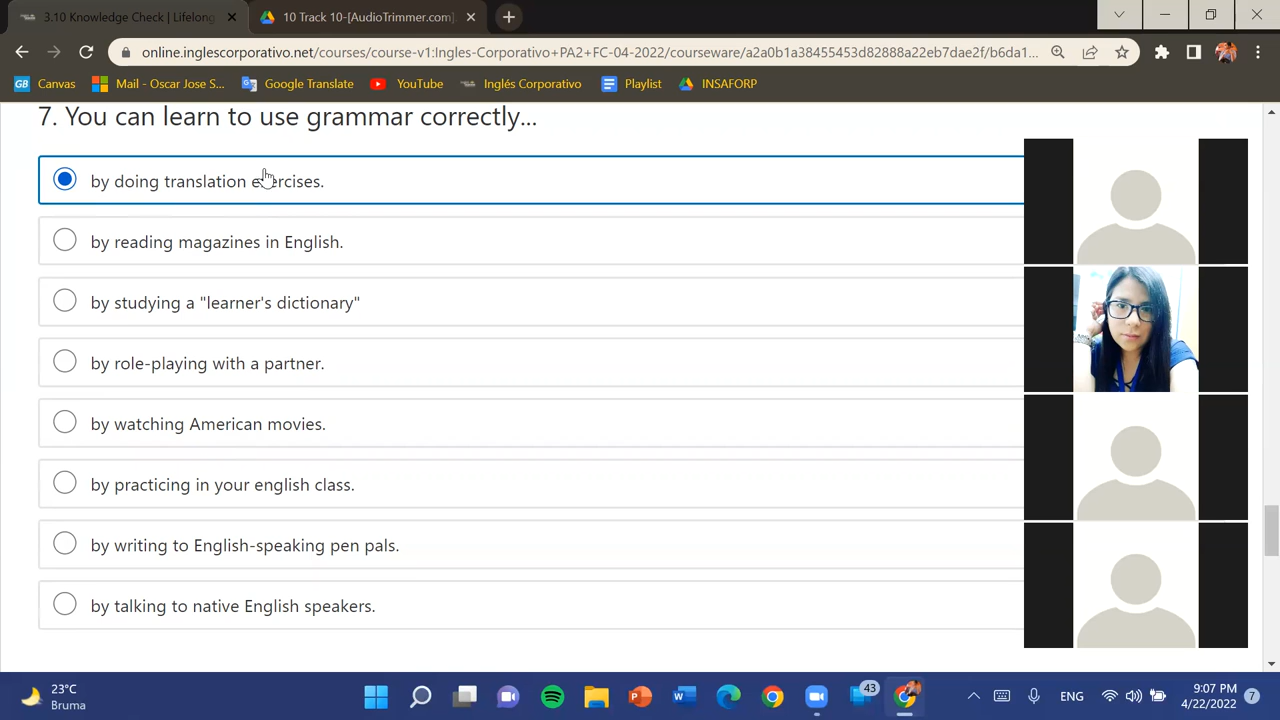 3.10 Knowledge Check | Lifelong
10 Track 10-[AudioTrimmer.com]
online.inglescorporativo.net/courses/course-v1:Ingles-Corporativo+PA2+FC-04-2022/courseware/a2a0b1a38455453d82888a22eb7dae2f/b6da1...
GB Canvas
Mail - Oscar Jose S...
Google Translate
YouTube
Inglés Corporativo
Playlist
INSAFORP
7. You can learn to use grammar correctly...
by doing translation exercises.
by reading magazines in English.
by studying a "learner's dictionary"
by role-playing with a partner.
by watching American movies.
by practicing in your english class.
by writing to English-speaking pen pals.
by talking to native English speakers.
23°C
Bruma
43
ENG
9:07 PM
4/22/2022
7